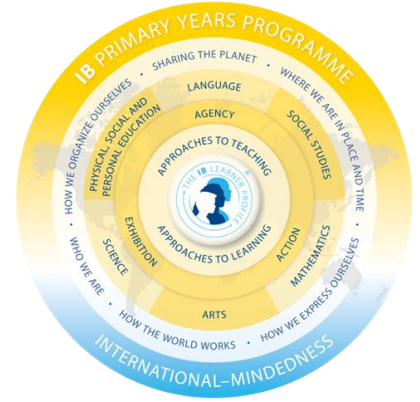 IB PRIMARY YEARS PROGRAMME
SHARING THE PLANET
WHERE WE ARE IN PLACE AND TIME
HOW WE EXPRESS OURSELVES
HOW THE WORLD WORKS
WHO WE ARE
HOW WE ORGANIZE OURSELVES
LANGUAGE
SOCIAL STUDIES
MATHEMATICS
ARTS
SCIENCE
PHYSICAL, SOCIAL AND
PERSONAL EDUCATION
AGENCY
ACTION
EXHIBITION
APPROACHES TO TEACHING
APPROACHES TO LEARNING
THE IB LEARNER PROFILE
INTERNATIONAL–MINDEDNESS